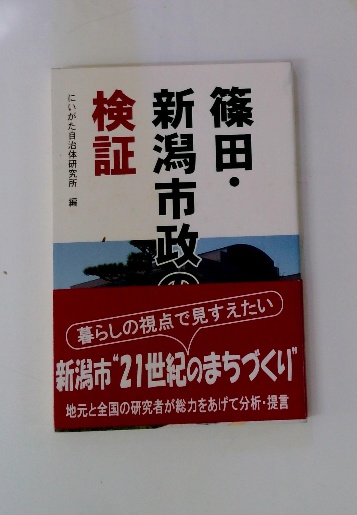 篠田・
新潟市政の
検証
にいがた自治体研究所 編
暮らしの視点で見すえたい
新潟市“21世紀のまちづくり”
地元と全国の研究者が総力をあげて分析・提言